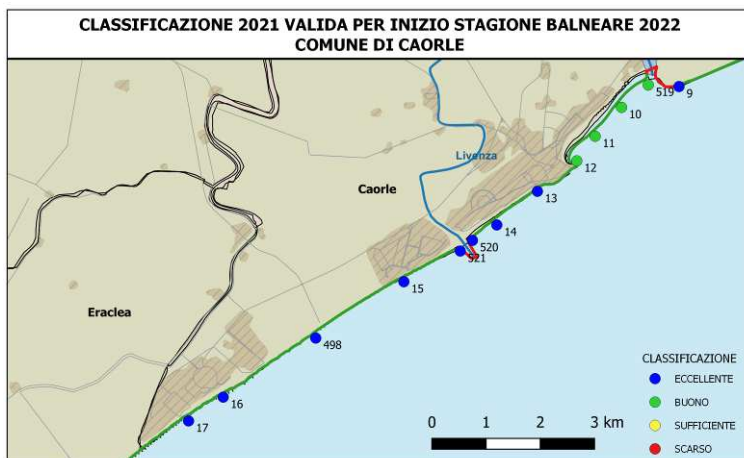 CLASSIFICAZIONE 2021 VALIDA PER INIZIO STAGIONE BALNEARE 2022
COMUNE DI CAORLE
519
9
10
11
Livenza
12
Caorle
13
14
520
521
15
Eraclea
498
16
17
CLASSIFICAZIONE
ECCELLENTE
BUONO
SUFFICIENTE
SCARSO
0 1 2 3 km